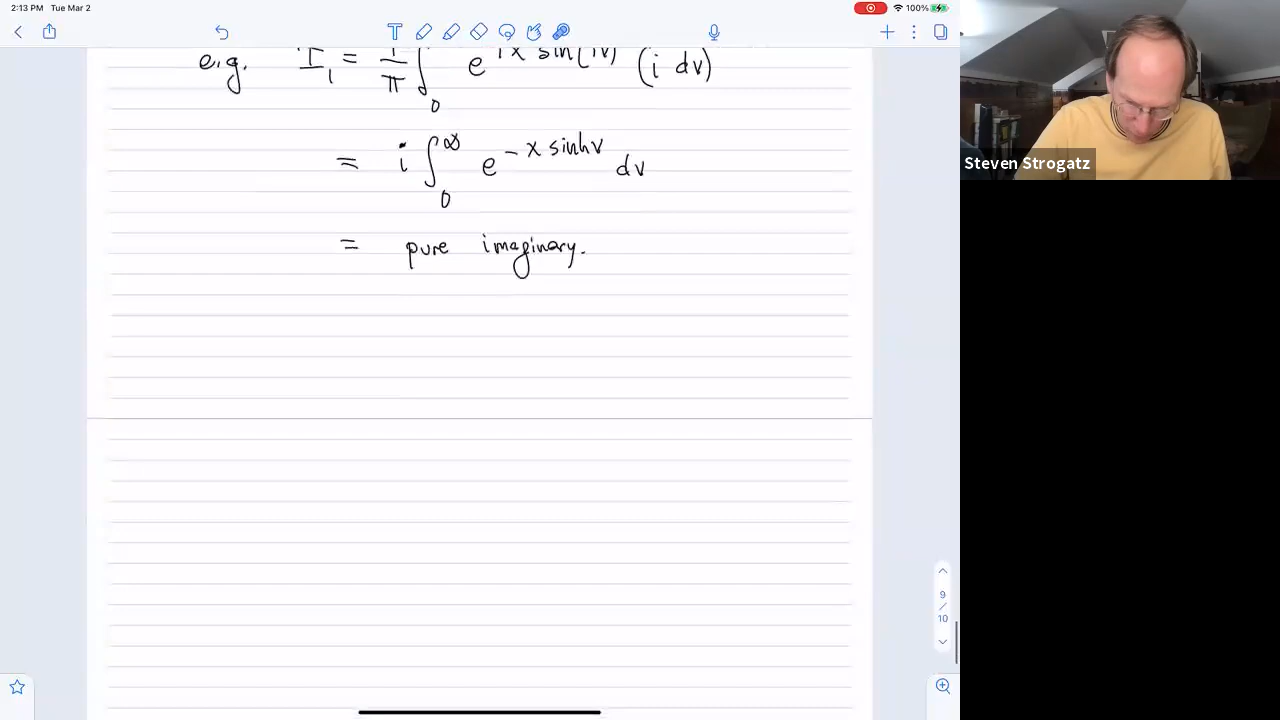 2:13 PM Tue Mar 2
100%
e.g. I₁ = 1/π ∫₀ e^{ix sin(iv)} (i dv)
= i ∫₀^∞ e^{-x sinhv} dv
= pure imaginary.
9
/
10
Steven Strogatz